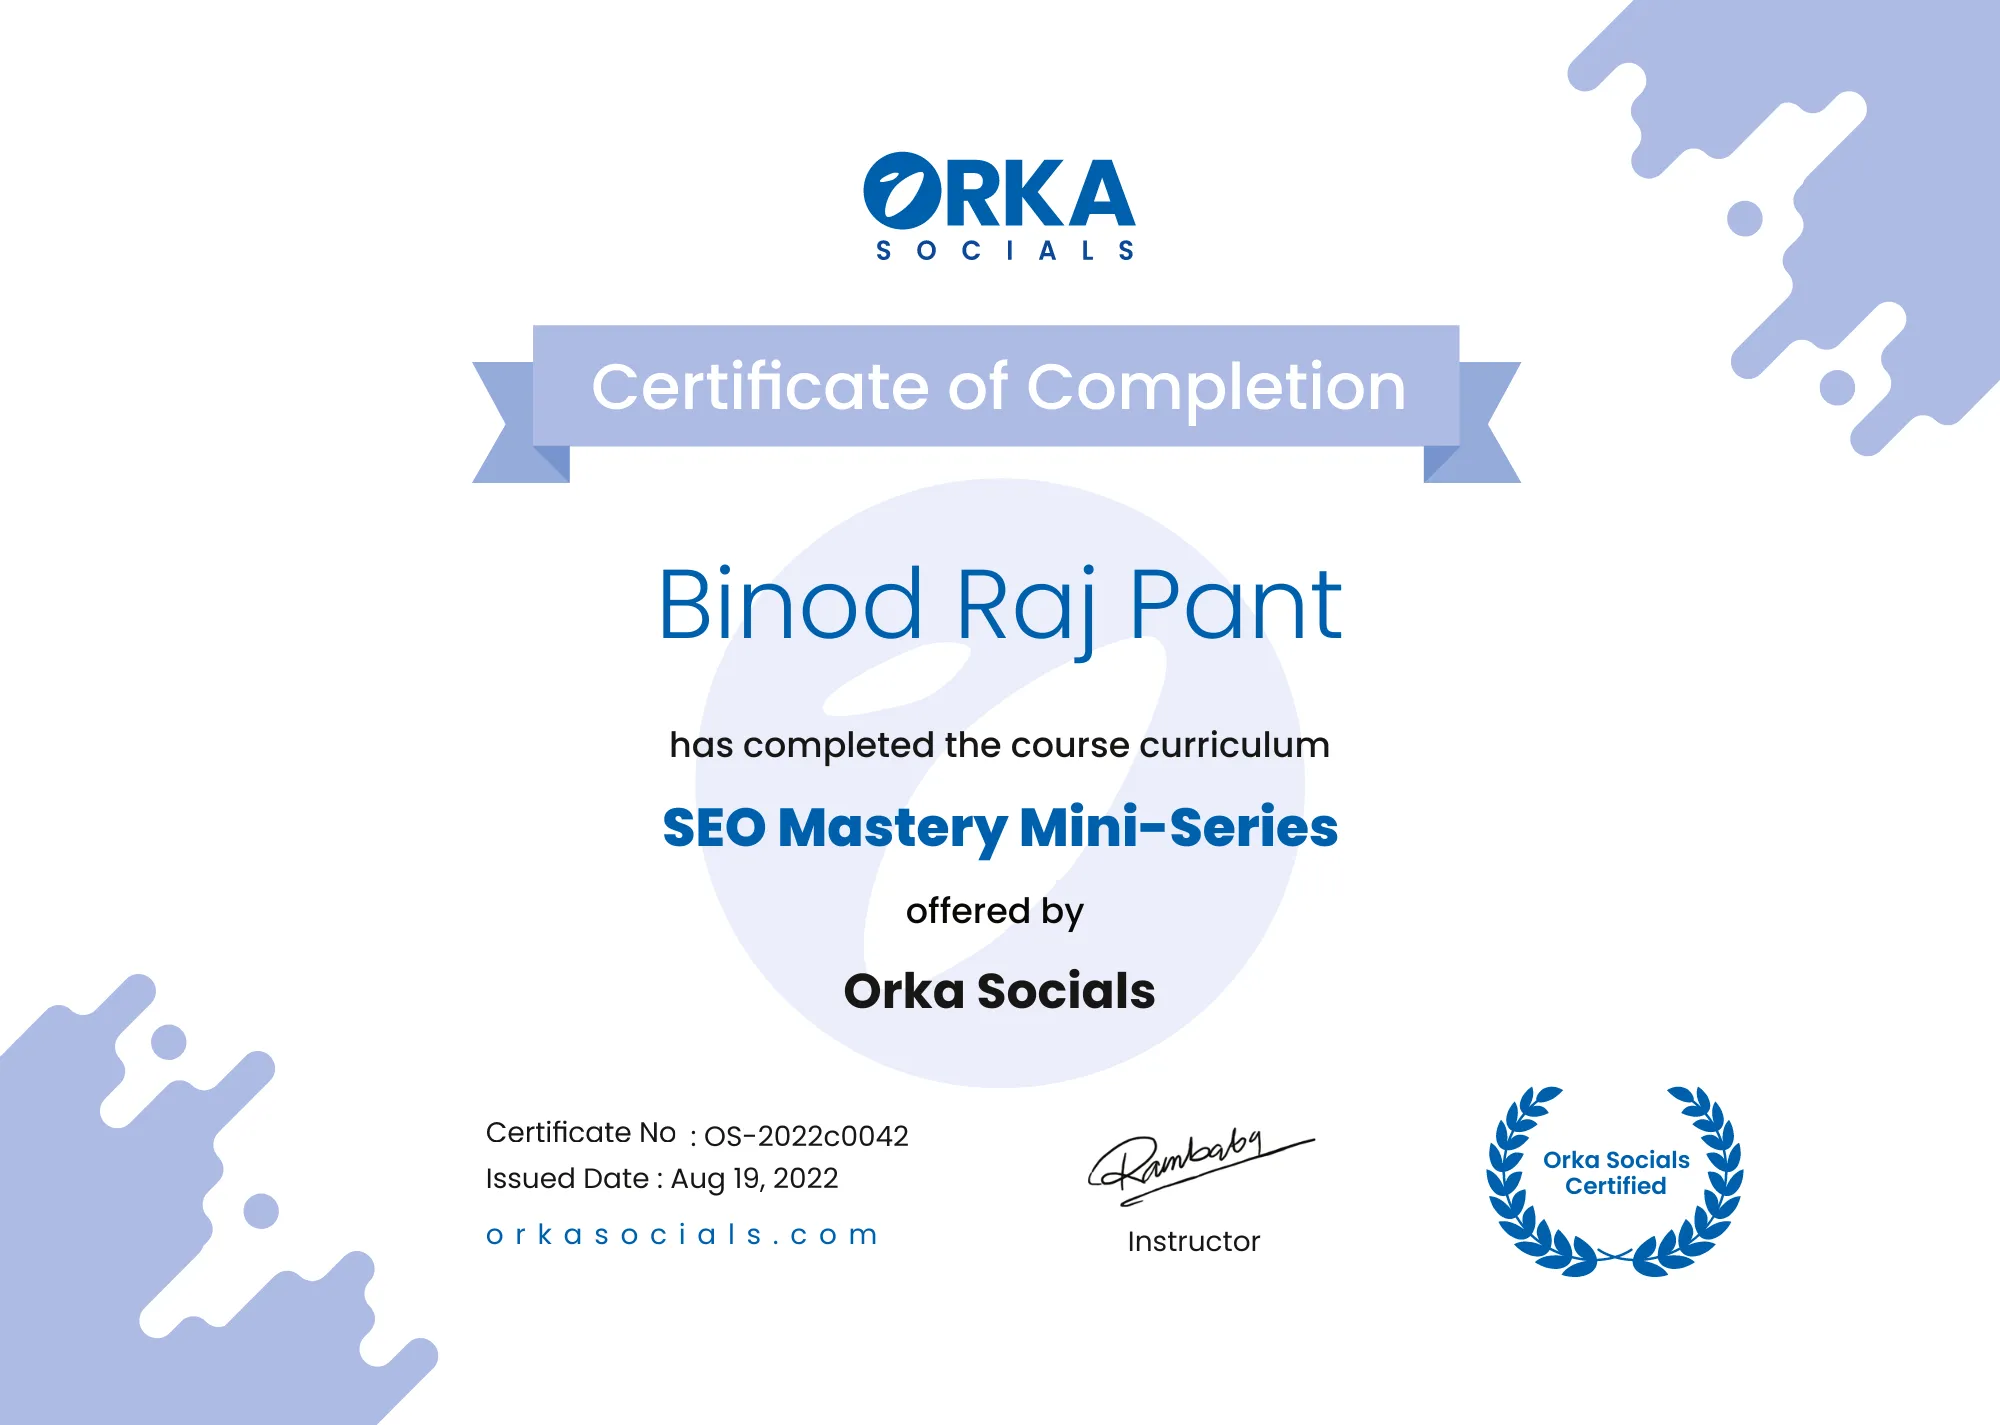 ORKA
SOCIALS
Certificate of Completion
Binod Raj Pant
has completed the course curriculum
SEO Mastery Mini-Series
offered by
Orka Socials
Certificate No : OS-2022c0042
Issued Date : Aug 19, 2022
orkasocials.com
Rambabu
Instructor
Orka Socials
Certified